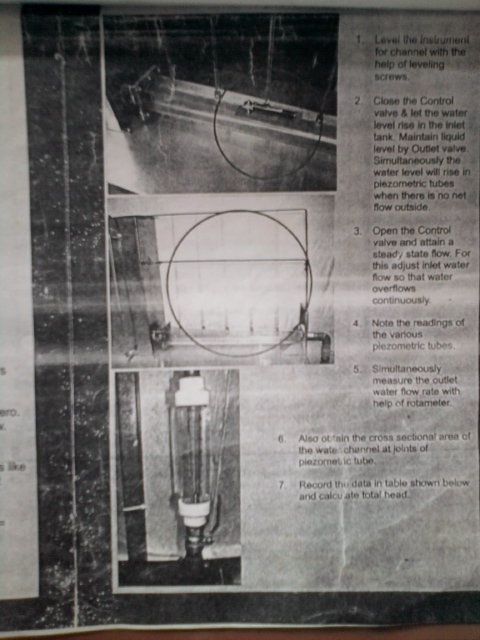 1. Level the instrument
for channel with the
help of leveling
screws.
2. Close the Control
valve & let the water
level rise in the inlet
tank. Maintain liquid
level by Outlet valve.
Simultaneously the
water level will rise in
piezometric tubes
when there is no net
flow outside.
3. Open the Control
valve and attain a
steady state flow. For
this adjust inlet water
flow so that water
overflows
continuously.
4. Note the readings of
the various
piezometric tubes.
5. Simultaneously
measure the outlet
water flow rate with
help of rotameter.
6. Also obtain the cross sectional area of
the water channel at joints of
piezometric tube.
7. Record the data in table shown below
and calculate total head.
s
ero.
s like